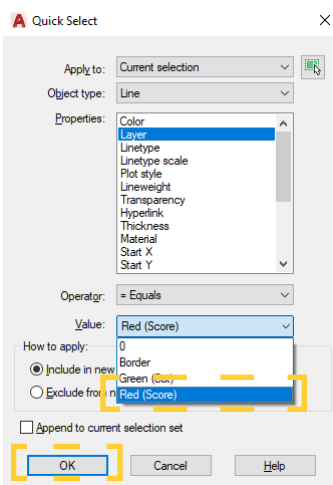 A Quick Select
Apply to: Current selection
Object type: Line
Properties: Color
Layer
Linetype
Linetype scale
Plot style
Lineweight
Transparency
Hyperlink
Thickness
Material
Start X
Start Y
Operator: = Equals
Value: Red (Score)
How to apply: 0
Border
Include in new
Green (Cut)
Exclude from n Red (Score)
Append to current selection set
OK Cancel Help